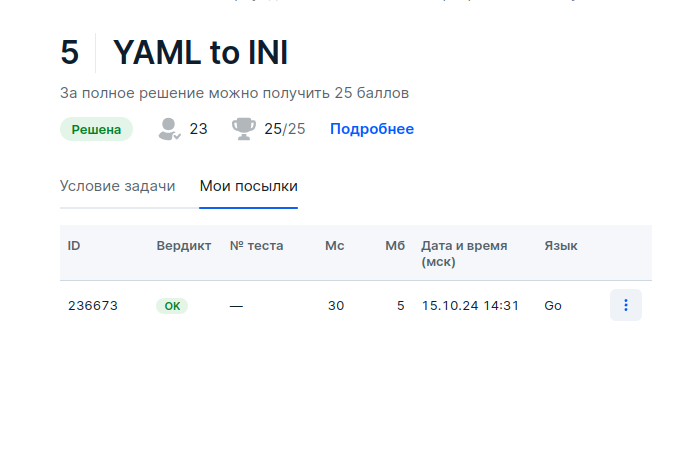 5 YAML to INI
За полное решение можно получить 25 баллов
Решена 23 25/25 Подробнее
Условие задачи Мои посылки
ID Вердикт № теста Мс Мб Дата и время (мск) Язык
236673 OK — 30 5 15.10.24 14:31 Go